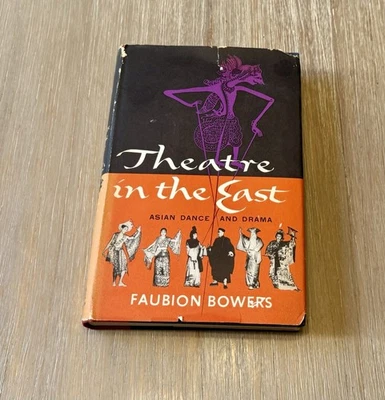 Theatre
in the East
ASIAN DANCE AND DRAMA
FAUBION BOWERS